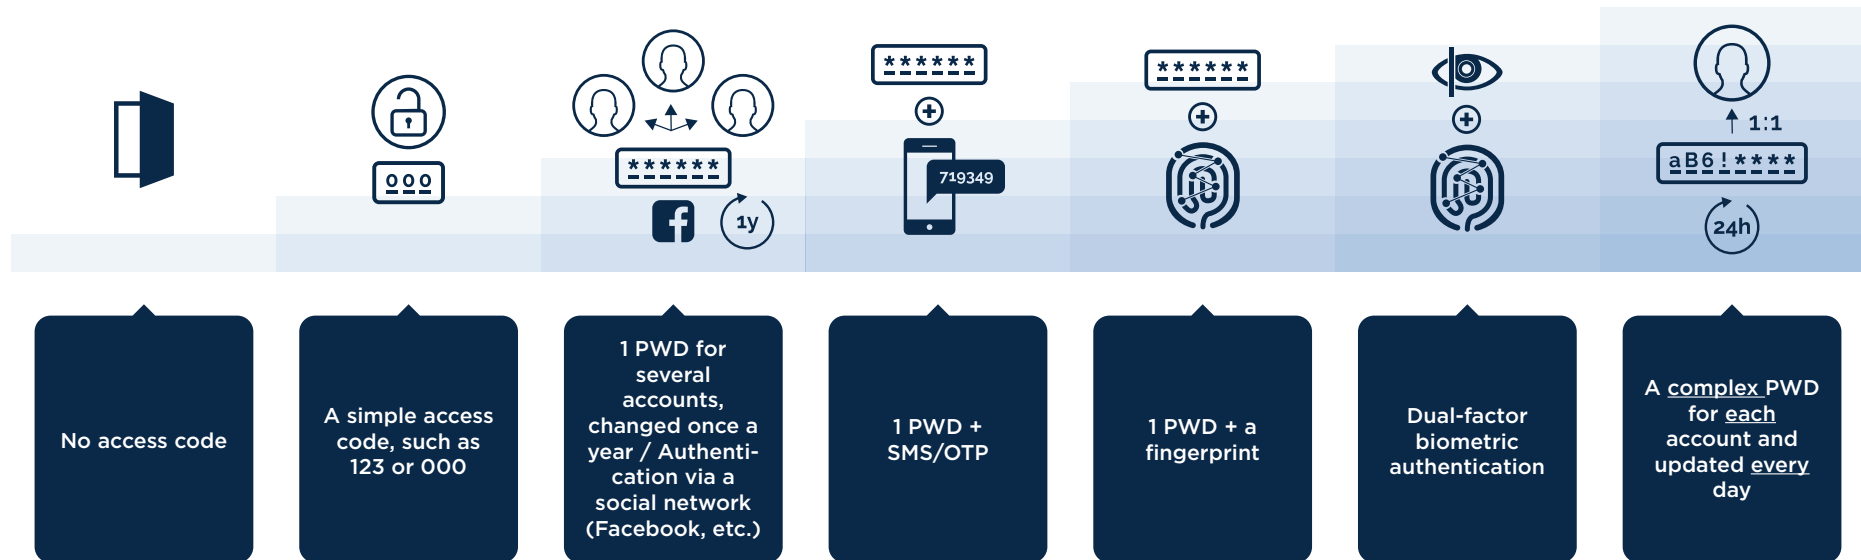 000
******
1y
******
719349
******
1:1
aB6!****
24h
No access code
A simple access
code, such as
123 or 000
1 PWD for
several
accounts,
changed once a
year / Authenti-
cation via a
social network
(Facebook, etc.)
1 PWD +
SMS/OTP
1 PWD + a
fingerprint
Dual-factor
biometric
authentication
A complex PWD
for each
account and
updated every
day